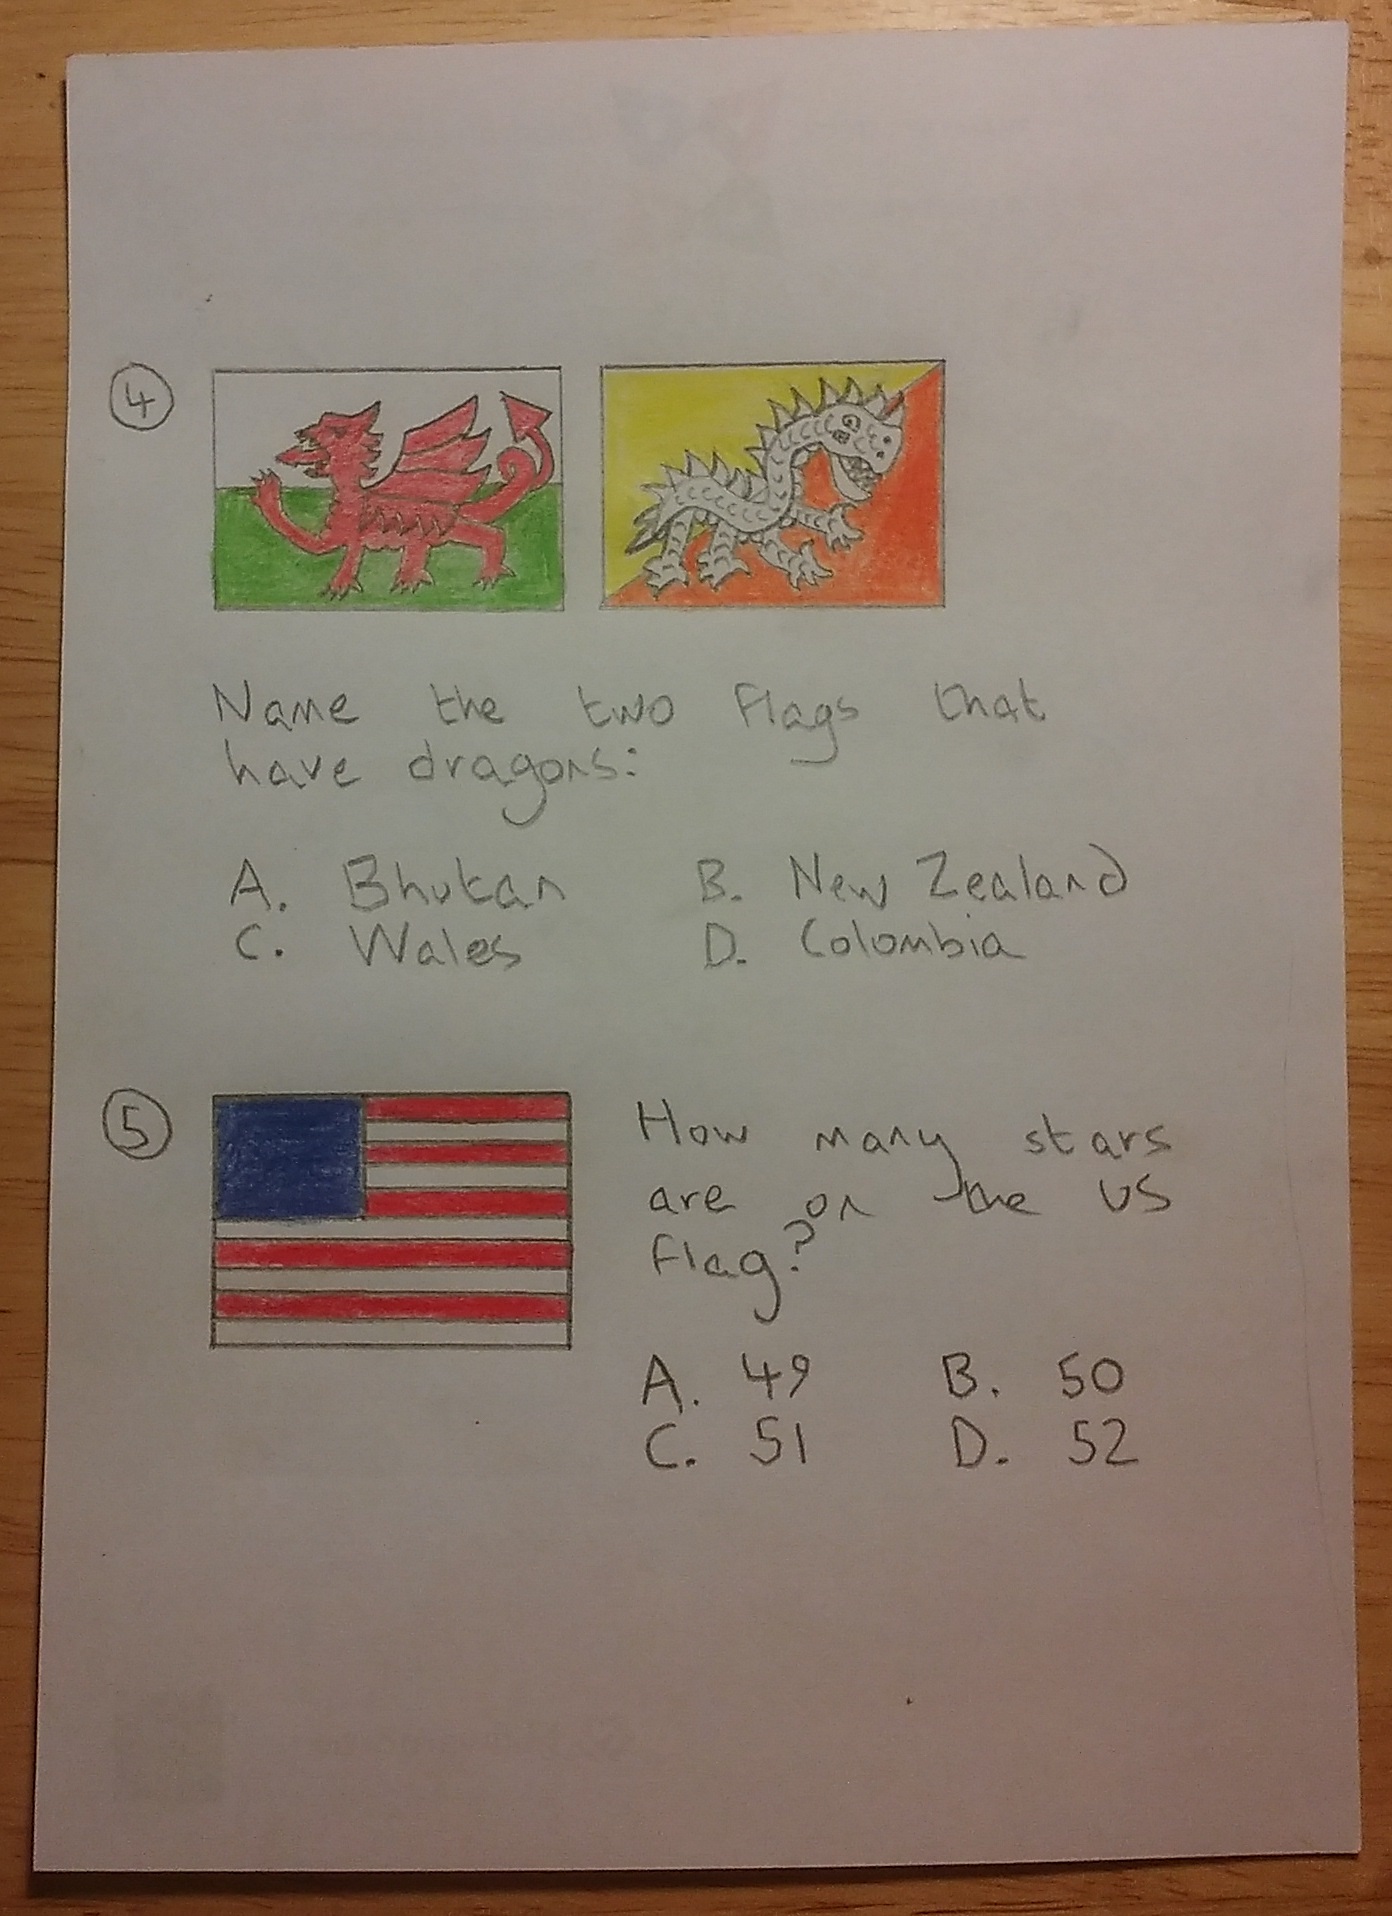 4
Name the two flags that
have dragons:
A. Bhutan B. New Zealand
C. Wales D. Colombia
5
How many stars
are on the US
flag?
A. 49 B. 50
C. 51 D. 52